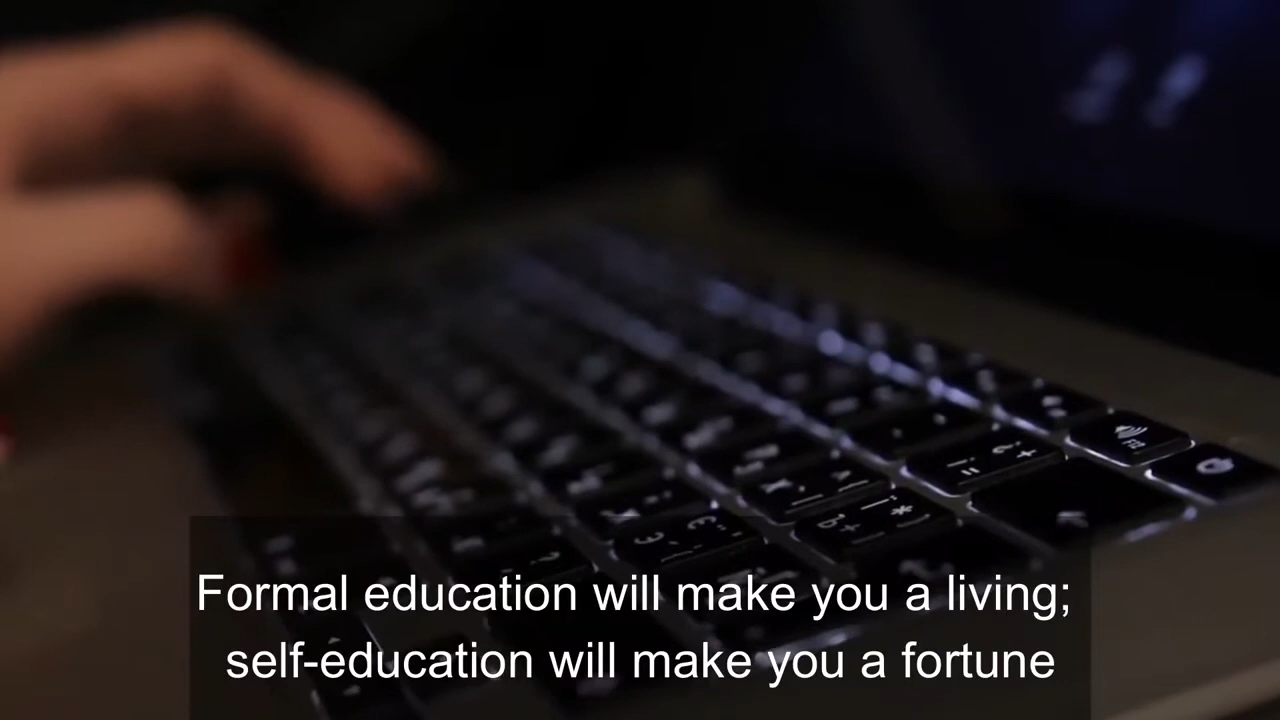 Formal education will make you a living;
self-education will make you a fortune